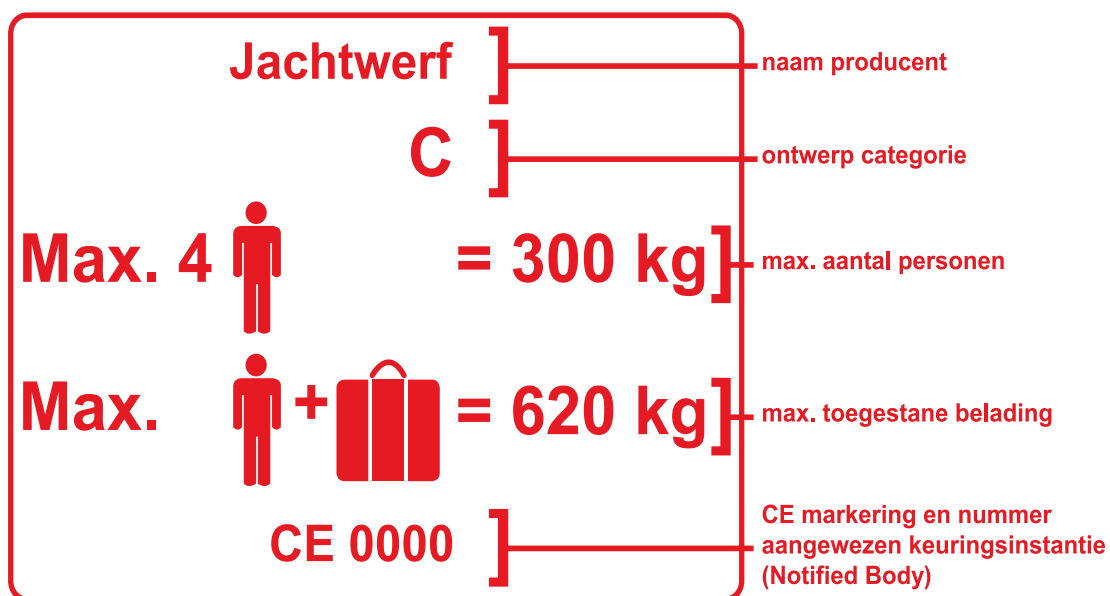 Jachtwerf ] naam producent
C ] ontwerp categorie
Max. 4 = 300 kg] max. aantal personen
Max. + = 620 kg] max. toegestane belading
CE 0000 ] CE markering en nummer
aangewezen keuringsinstantie
(Notified Body)